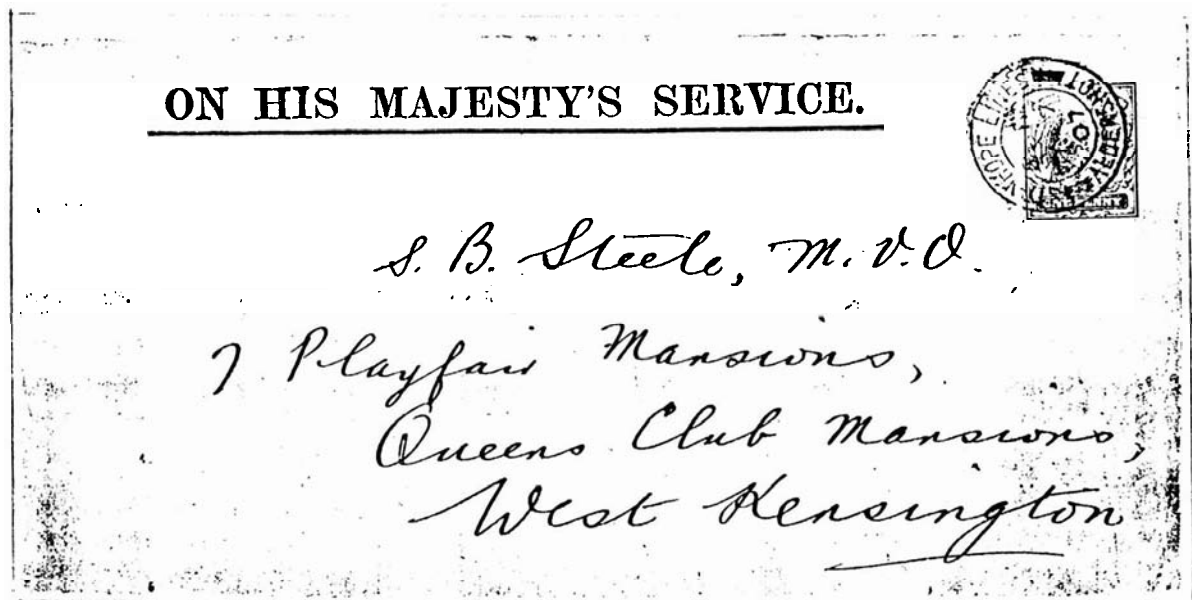 ON HIS MAJESTY'S SERVICE.
S. B. Steele, M.V.O.
7 Playfair Mansions,
Queens Club Mansions,
West Kensington